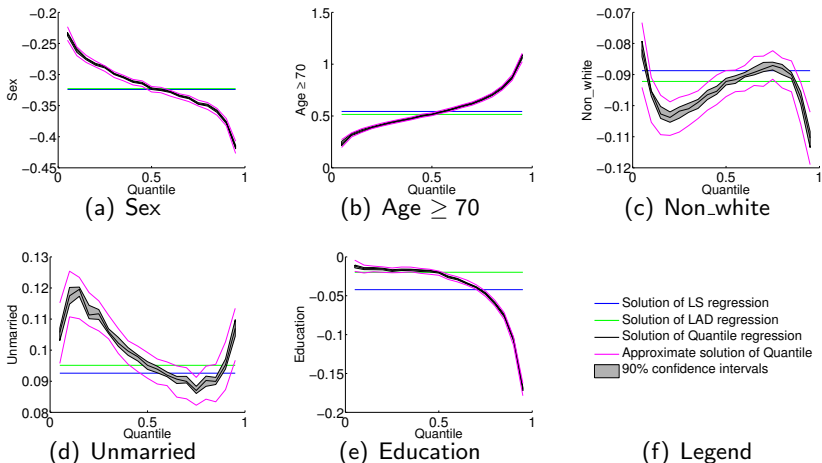 −0.2
−0.25
−0.3
−0.35
−0.4
−0.45
Sex
0
0.5
1
Quantile
(a) Sex
1.5
1
0.5
0
Age ≥ 70
0
0.5
1
Quantile
(b) Age ≥ 70
−0.07
−0.08
−0.09
−0.1
−0.11
−0.12
Non_white
0
0.5
1
Quantile
(c) Non_white
0.13
0.12
0.11
0.1
0.09
0.08
Unmarried
0
0.5
1
Quantile
(d) Unmarried
0
−0.05
−0.1
−0.15
−0.2
Education
0
0.5
1
Quantile
(e) Education
Solution of LS regression
Solution of LAD regression
Solution of Quantile regression
Approximate solution of Quantile
90% confidence intervals
(f) Legend